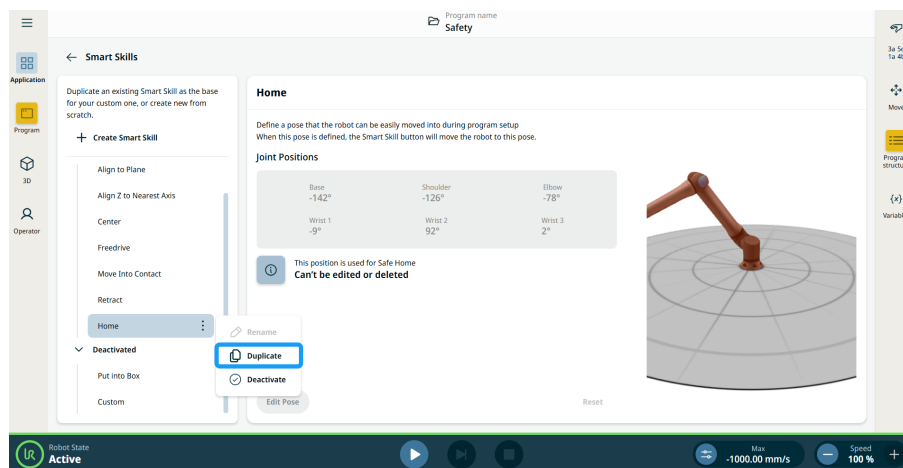 Program name
Safety
Smart Skills
Application
Program
3D
Operator
Duplicate an existing Smart Skill as the base
for your custom one, or create new from
scratch.
Create Smart Skill
Align to Plane
Align Z to Nearest Axis
Center
Freedrive
Move Into Contact
Retract
Home
Deactivated
Put into Box
Custom
Rename
Duplicate
Deactivate
Home
Define a pose that the robot can be easily moved into during program setup
When this pose is defined, the Smart Skill button will move the robot to this pose.
Joint Positions
Base
Shoulder
Elbow
-142°
-126°
-78°
Wrist 1
Wrist 2
Wrist 3
-9°
92°
2°
This position is used for Safe Home
Can't be edited or deleted
Edit Pose
Reset
Move
{x}
Robot State
Active
Max
-1000.00 mm/s
Speed
100 %